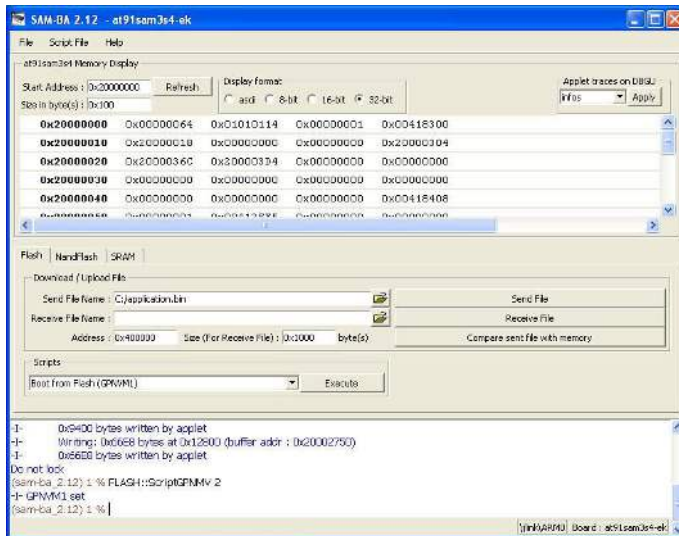 SAM-BA 2.12 - at91sam3s4-ek
File Script File Help
at91sam3s4 Memory Display
Start Address : 0x20000000 Refresh
Size in byte(s) : 0x100
Display format
ascii 8-bit 16-bit 32-bit
Applet traces on DBGU
infos Apply
0x20000000 0x00000064 0x01010114 0x00000001 0x00418300
0x20000010 0x20000018 0x00000000 0x00000000 0x20000304
0x20000020 0x2000036C 0x200003D4 0x00000000 0x00000000
0x20000030 0x00000000 0x00000000 0x00000000 0x00000000
0x20000040 0x00000000 0x00000000 0x00000000 0x00418408
Flash NandFlash SRAM
Download / Upload File
Send File Name : C:/application.bin Send File
Receive File Name : Receive File
Address : 0x400000 Size (For Receive File) : 0x1000 byte(s) Compare sent file with memory
Scripts
Boot from Flash (GPNVM1) Execute
-I- 0x9400 bytes written by applet
-I- Writing: 0x66E8 bytes at 0x12800 (buffer addr : 0x20002750)
-I- 0x66E8 bytes written by applet
Do not lock
(sam-ba_2.12) 1 % FLASH::ScriptGPNMV 2
-I- GPNVM1 set
(sam-ba_2.12) 1 %
\jlink\ARM0 Board : at91sam3s4-ek